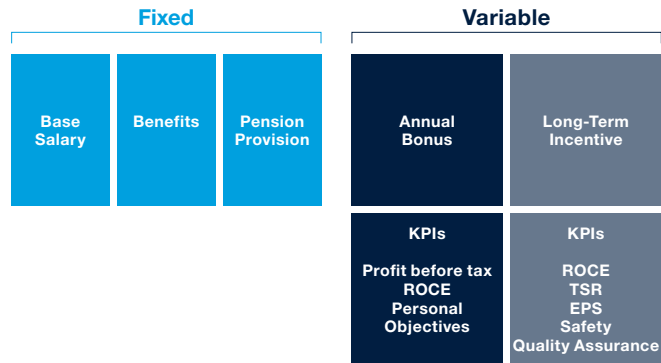 Fixed
Variable
Base
Salary
Benefits
Pension
Provision
Annual
Bonus
Long-Term
Incentive
KPIs
Profit before tax
ROCE
Personal
Objectives
KPIs
ROCE
TSR
EPS
Safety
Quality Assurance